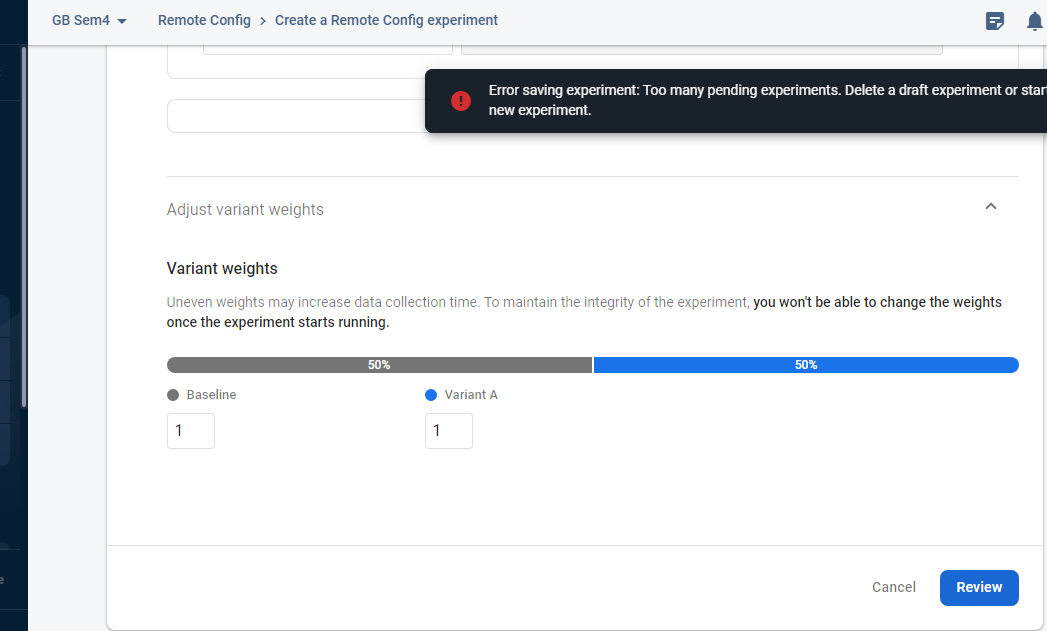 GB Sem4
Remote Config > Create a Remote Config experiment
Error saving experiment: Too many pending experiments. Delete a draft experiment or start
new experiment.
Adjust variant weights
Variant weights
Uneven weights may increase data collection time. To maintain the integrity of the experiment, you won't be able to change the weights
once the experiment starts running.
50% 50%
Baseline Variant A
1 1
Cancel Review